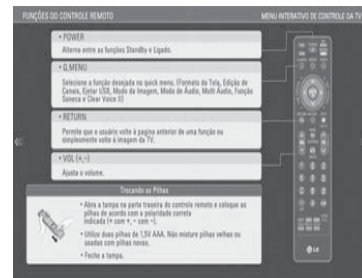 FUNÇÕES DO CONTROLE REMOTO
MENU INTERATIVO DE CONTROLE DA TV
• POWER
Alterna entre as funções Standby e Ligado.
• Q.MENU
Selecione a função desejada no quick menu. (Formato da Tela, Edição de
Canais, Ejetar USB, Modo da Imagem, Modo de Áudio, Multi Áudio, Função
Soneca e Clear Voice II)
• RETURN
Permite que o usuário volte à pagina anterior de uma função ou
simplesmente volte à imagem da TV.
• VOL (+,-)
Ajusta o volume.
Trocando as Pilhas
• Abra a tampa na parte traseira do controle remoto e coloque as
pilhas de acordo com a polaridade correta
indicada (+ com +, - com -).
• Utilize duas pilhas de 1,5V AAA. Não misture pilhas velhas ou
usadas com pilhas novas.
• Feche a tampa.
LG